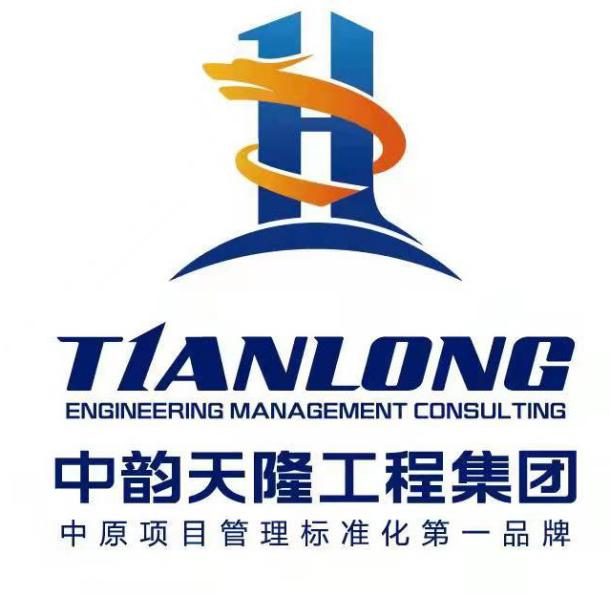 T1ANLONG
ENGINEERING MANAGEMENT CONSULTING
中韵天隆工程集团
中原项目管理标准化第一品牌